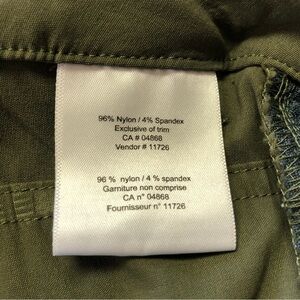 96% Nylon / 4% Spandex
Exclusive of trim
CA # 04868
Vendor # 11726
96 % nylon / 4 % spandex
Garniture non comprise
CA n° 04868
Fournisseur n° 11726